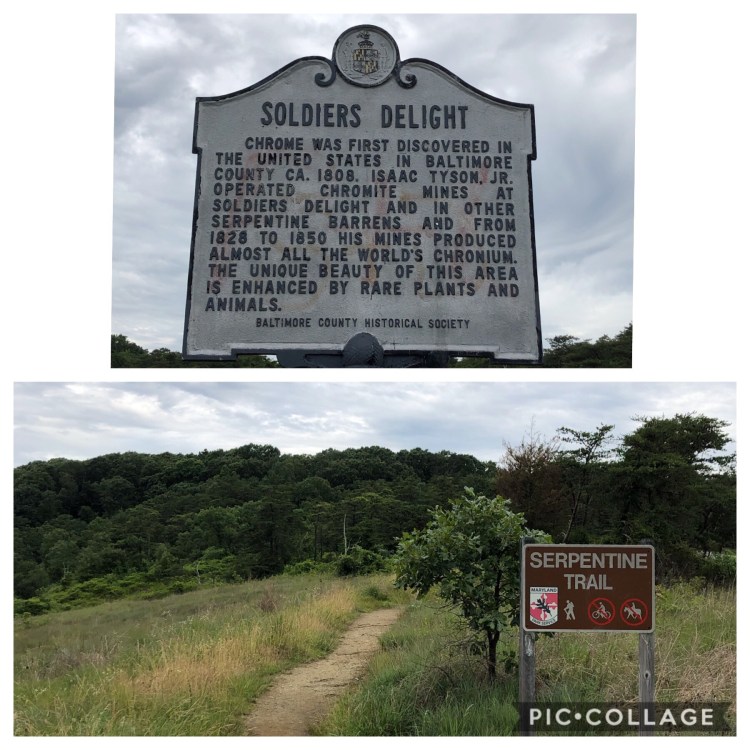 SOLDIERS DELIGHT
CHROME WAS FIRST DISCOVERED IN
THE UNITED STATES IN BALTIMORE
COUNTY CA. 1808. ISAAC TYSON, JR.
OPERATED CHROMITE MINES AT
SOLDIERS DELIGHT AND IN OTHER
SERPENTINE BARRENS AND FROM
1828 TO 1850 HIS MINES PRODUCED
ALMOST ALL THE WORLD'S CHRONIUM.
THE UNIQUE BEAUTY OF THIS AREA
IS ENHANCED BY RARE PLANTS AND
ANIMALS.
BALTIMORE COUNTY HISTORICAL SOCIETY
SERPENTINE
TRAIL
MARYLAND
PIC•COLLAGE